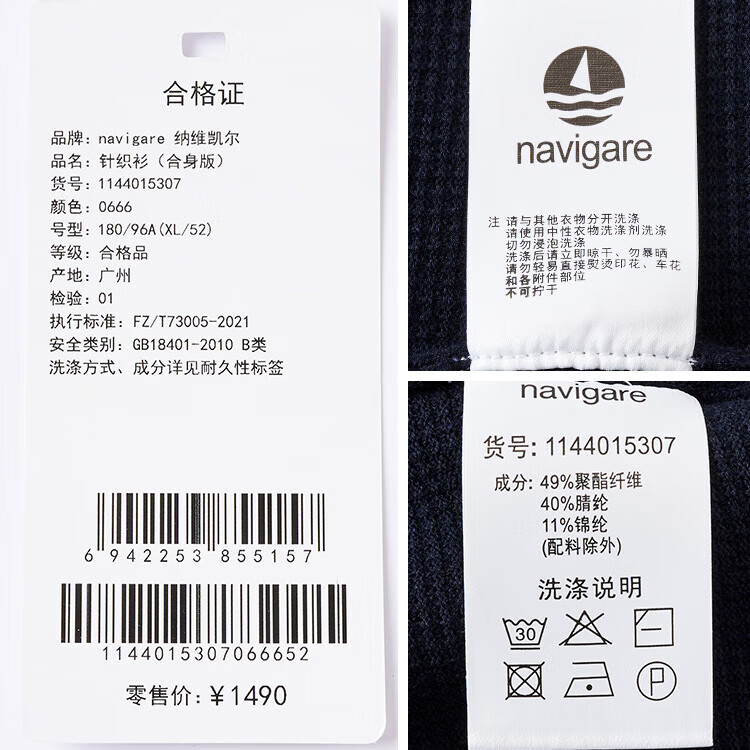 合格证
品牌: navigare 纳维凯尔
品名: 针织衫（合身版）
货号: 1144015307
颜色: 0666
号型: 180/96A(XL/52)
等级: 合格品
产地: 广州
检验: 01
执行标准: FZ/T73005-2021
安全类别: GB18401-2010 B类
洗涤方式、成分详见耐久性标签
6 942253 855157
1144015307066652
零售价: ¥1490
navigare
注 请与其他衣物分开洗涤
请使用中性衣物洗涤剂洗涤
切勿浸泡洗涤
洗涤后请立即晾干、勿暴晒
请勿轻易直接熨烫印花、车花
和各附件部位
不可拧干
navigare
货号: 1144015307
成分: 49%聚酯纤维
40%腈纶
11%锦纶
(配料除外)
洗涤说明
30
P